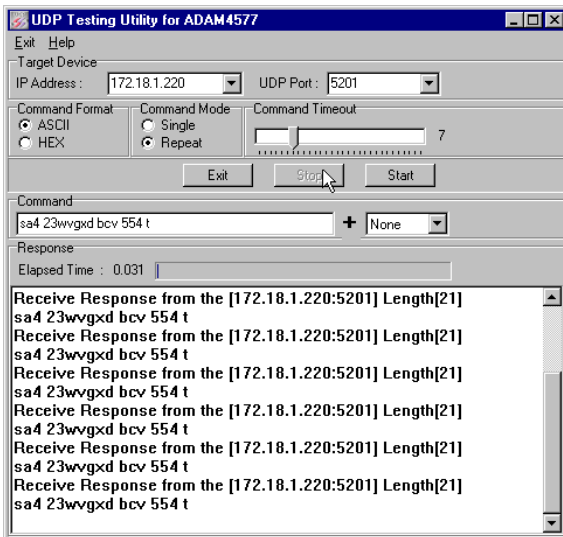 UDP Testing Utility for ADAM4577
Exit Help
Target Device
IP Address : 172.18.1.220 UDP Port : 5201
Command Format Command Mode Command Timeout
ASCII Single
HEX Repeat 7
Exit Stop Start
Command
sa4 23wvgxd bcv 554 t + None
Response
Elapsed Time : 0.031
Receive Response from the [172.18.1.220:5201] Length[21]
sa4 23wvgxd bcv 554 t
Receive Response from the [172.18.1.220:5201] Length[21]
sa4 23wvgxd bcv 554 t
Receive Response from the [172.18.1.220:5201] Length[21]
sa4 23wvgxd bcv 554 t
Receive Response from the [172.18.1.220:5201] Length[21]
sa4 23wvgxd bcv 554 t
Receive Response from the [172.18.1.220:5201] Length[21]
sa4 23wvgxd bcv 554 t
Receive Response from the [172.18.1.220:5201] Length[21]
sa4 23wvgxd bcv 554 t